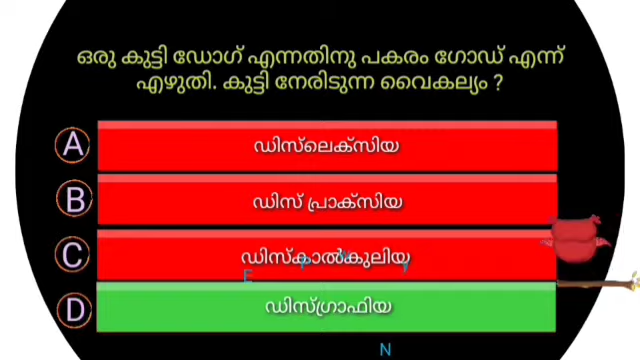 ഒരു കുട്ടി ഡോഗ് എന്നതിനു പകരം ഗോഡ് എന്ന്
എഴുതി. കുട്ടി നേരിടുന്ന വൈകല്യം ?
A ഡിസ്‌ലെക്സിയ
B ഡിസ് പ്രാക്സിയ
C ഡിസ്കാൽകുലിയ
E
D ഡിസ്ഗ്രാഫിയ
N